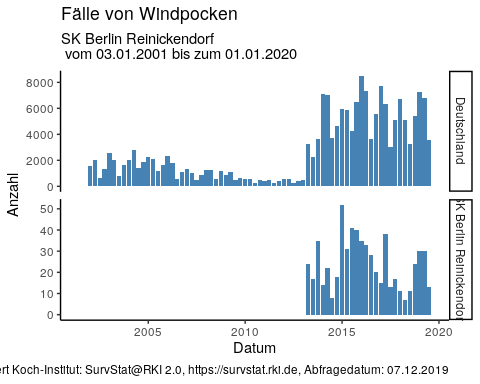 Fälle von Windpocken
SK Berlin Reinickendorf
vom 03.01.2001 bis zum 01.01.2020
Anzahl
8000
6000
4000
2000
0
Deutschland
50
40
30
20
10
0
SK Berlin Reinickendorf
2005
2010
2015
2020
Datum
ert Koch-Institut: SurvStat@RKI 2.0, https://survstat.rki.de, Abfragedatum: 07.12.2019